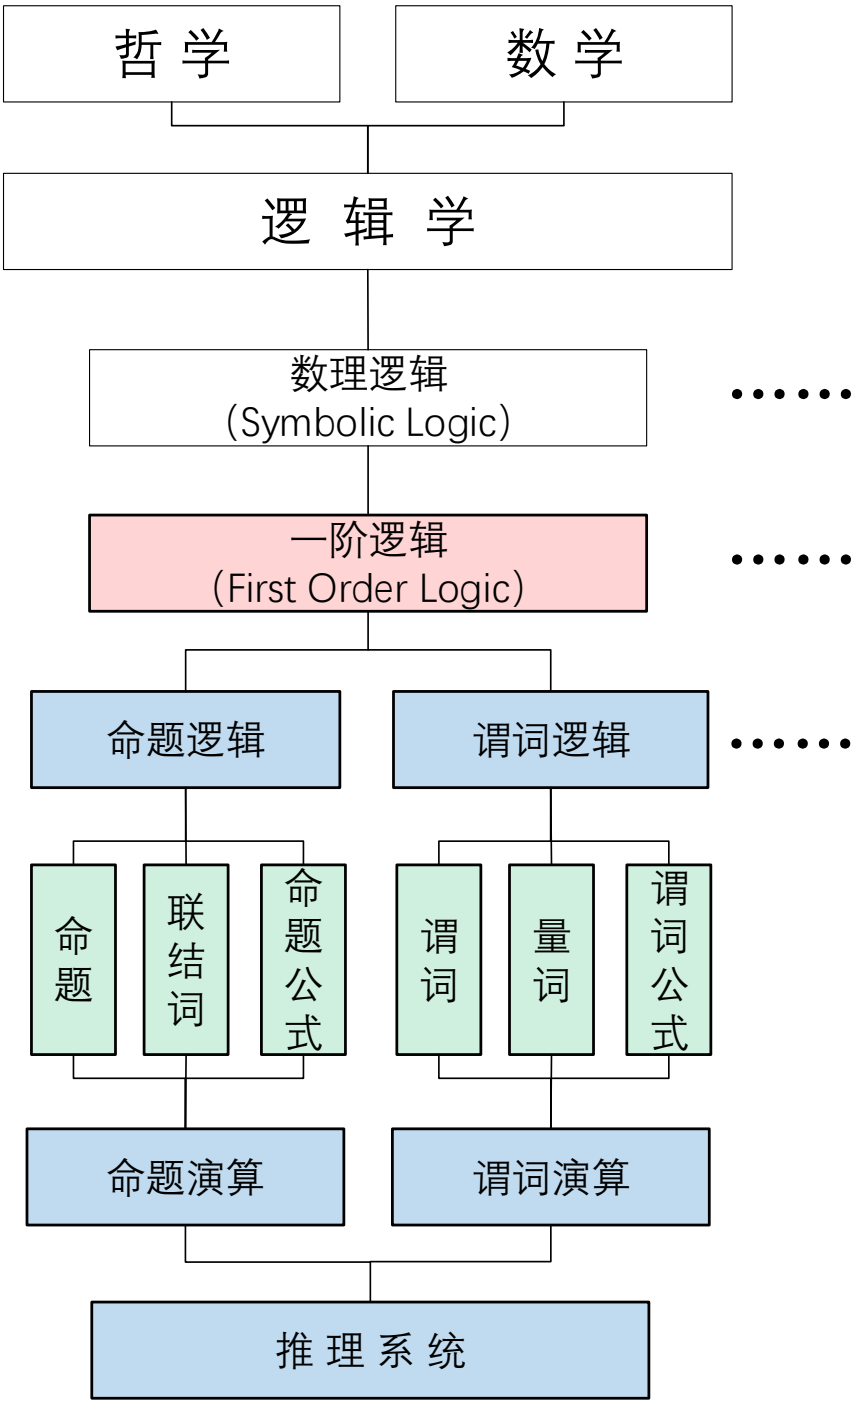 哲 学
数 学
逻 辑 学
数理逻辑
(Symbolic Logic)
……
一阶逻辑
(First Order Logic)
……
命题逻辑
谓词逻辑
……
命题
联结词
命题公式
谓词
量词
谓词公式
命题演算
谓词演算
推 理 系 统